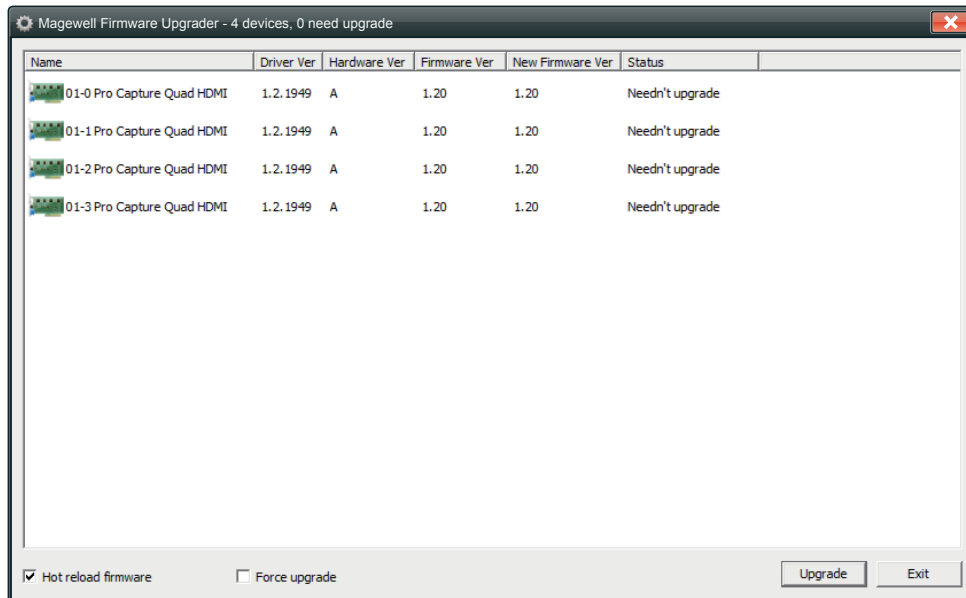 Magewell Firmware Upgrader - 4 devices, 0 need upgrade
Name Driver Ver Hardware Ver Firmware Ver New Firmware Ver Status
01-0 Pro Capture Quad HDMI 1.2.1949 A 1.20 1.20 Needn't upgrade
01-1 Pro Capture Quad HDMI 1.2.1949 A 1.20 1.20 Needn't upgrade
01-2 Pro Capture Quad HDMI 1.2.1949 A 1.20 1.20 Needn't upgrade
01-3 Pro Capture Quad HDMI 1.2.1949 A 1.20 1.20 Needn't upgrade
Hot reload firmware Force upgrade Upgrade Exit